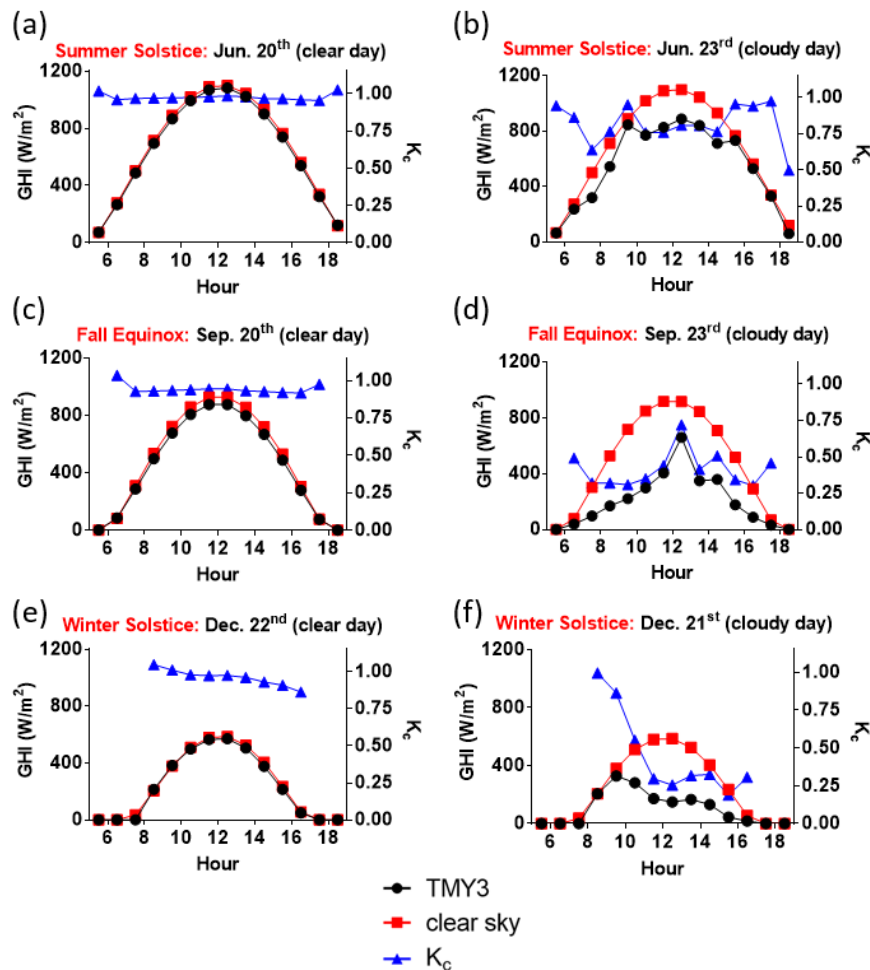 (a)
Summer Solstice: Jun. 20th (clear day)
1200
800
400
0
GHI (W/m2)
1.00
0.75
0.50
0.25
0.00
Kc
6 8 10 12 14 16 18
Hour
(b)
Summer Solstice: Jun. 23rd (cloudy day)
1200
800
400
0
GHI (W/m2)
1.00
0.75
0.50
0.25
0.00
Kc
6 8 10 12 14 16 18
Hour
(c)
Fall Equinox: Sep. 20th (clear day)
1200
800
400
0
GHI (W/m2)
1.00
0.75
0.50
0.25
0.00
Kc
6 8 10 12 14 16 18
Hour
(d)
Fall Equinox: Sep. 23rd (cloudy day)
1200
800
400
0
GHI (W/m2)
1.00
0.75
0.50
0.25
0.00
Kc
6 8 10 12 14 16 18
Hour
(e)
Winter Solstice: Dec. 22nd (clear day)
1200
800
400
0
GHI (W/m2)
1.00
0.75
0.50
0.25
0.00
Kc
6 8 10 12 14 16 18
Hour
(f)
Winter Solstice: Dec. 21st (cloudy day)
1200
800
400
0
GHI (W/m2)
1.00
0.75
0.50
0.25
0.00
Kc
6 8 10 12 14 16 18
Hour
TMY3
clear sky
Kc